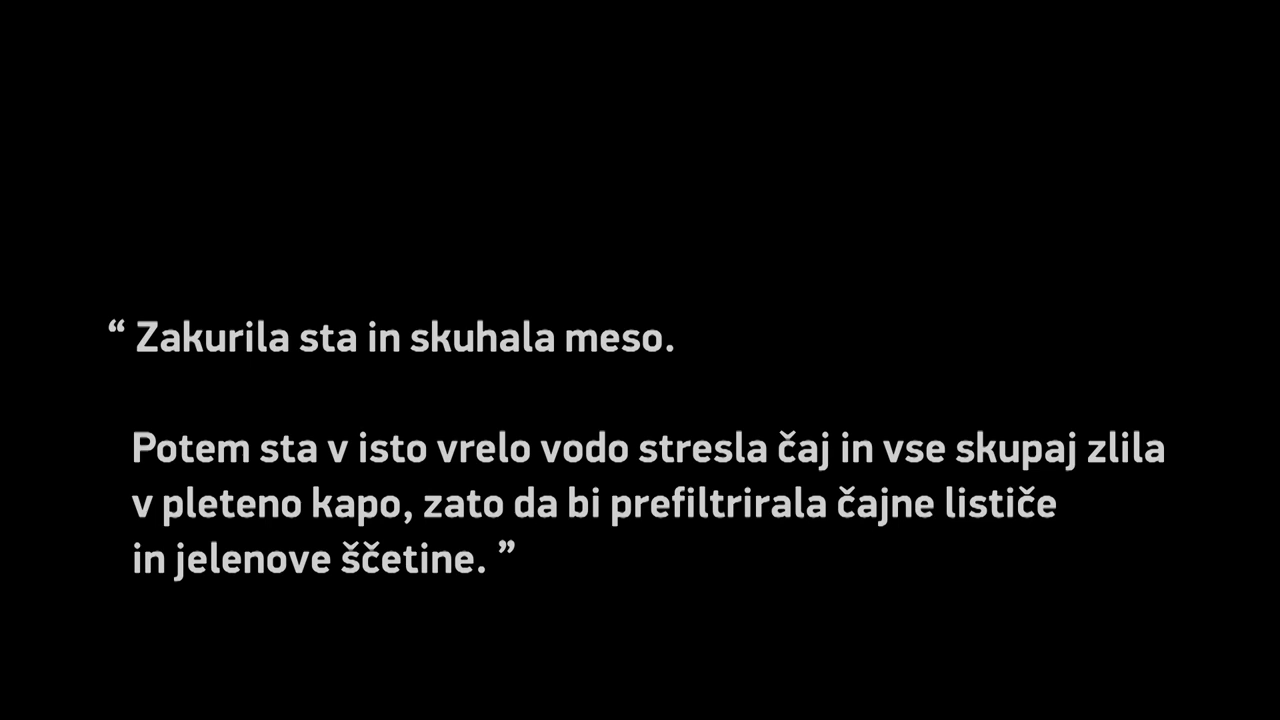 “ Zakurila sta in skuhala meso.
Potem sta v isto vrelo vodo stresla čaj in vse skupaj zlila
v pleteno kapo, zato da bi prefiltrirala čajne lističe
in jelenove ščetine. ”